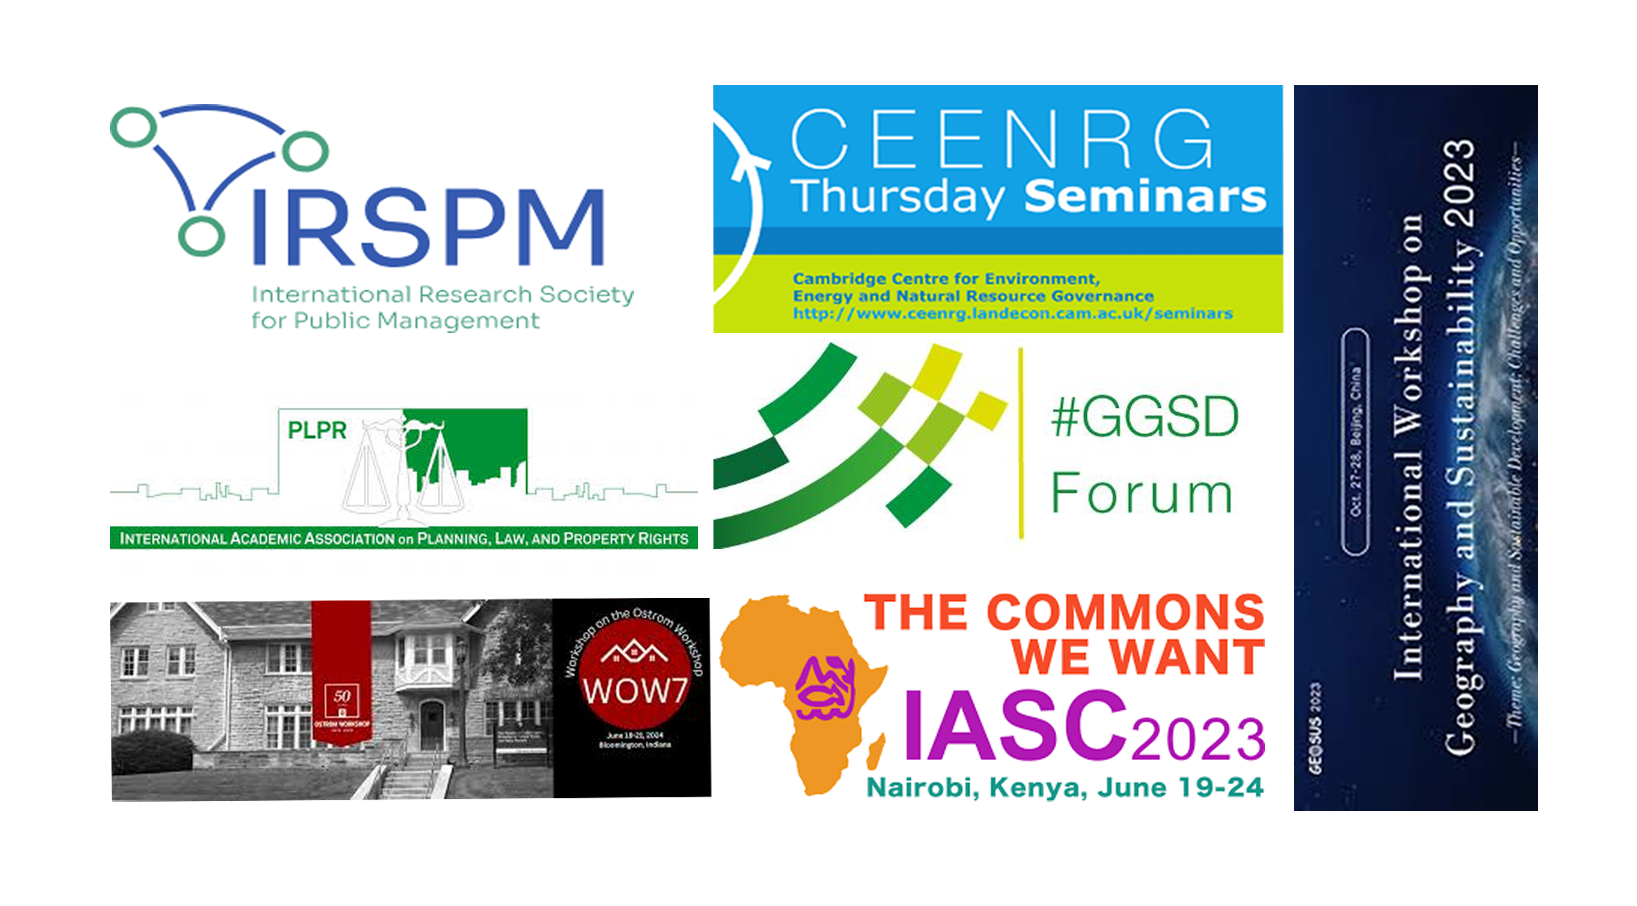 IRSPM
International Research Society
for Public Management
CEENRG
Thursday Seminars
Cambridge Centre for Environment,
Energy and Natural Resource Governance
http://www.ceenrg.landecon.cam.ac.uk/seminars
PLPR
INTERNATIONAL ACADEMIC ASSOCIATION on PLANNING, LAW, AND PROPERTY RIGHTS
#GGSD
Forum
50
OSTROM WORKSHOP
Workshop on the Ostrom Workshop
WOW7
June 18-21, 2024
Bloomington, Indiana
THE COMMONS
WE WANT
IASC2023
Nairobi, Kenya, June 19-24
Oct. 27-28, Beijing, China
International Workshop on
Geography and Sustainability 2023
—Theme: Geography and Sustainable Development: Challenges and Opportunities—
GEOSUS 2023